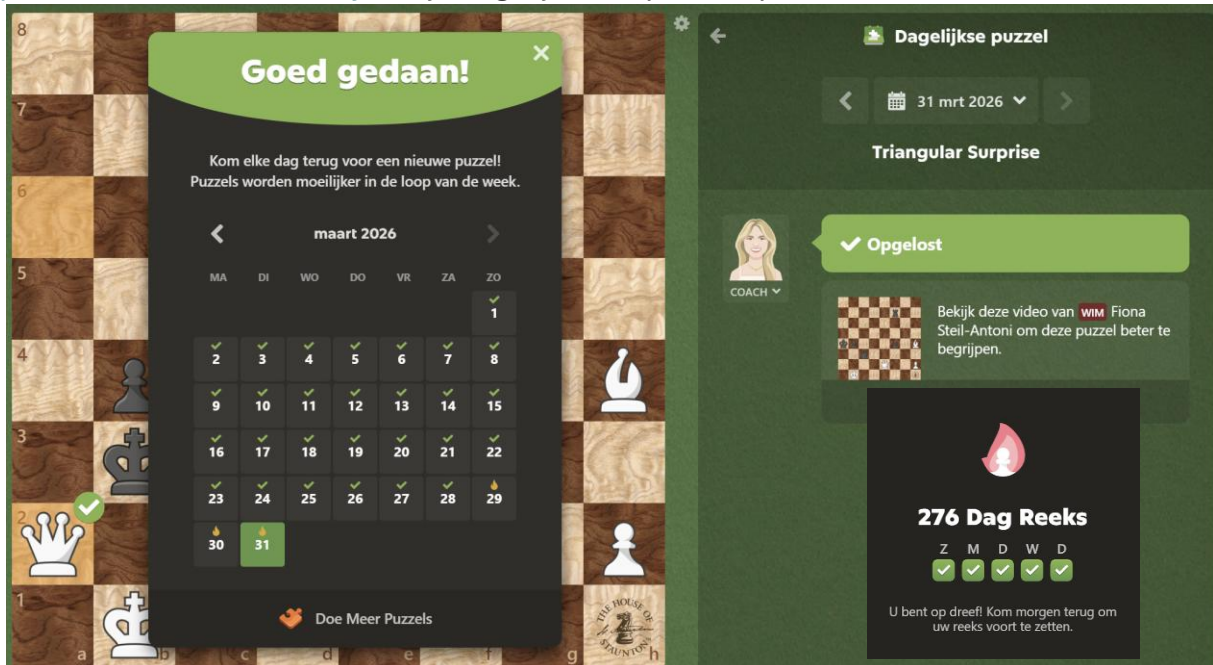 8
7
6
5
4
3
2
1
a b c d e f g h
Goed gedaan!
Kom elke dag terug voor een nieuwe puzzel!
Puzzels worden moeilijker in de loop van de week.
maart 2026
MA DI WO DO VR ZA ZO
1
2 3 4 5 6 7 8
9 10 11 12 13 14 15
16 17 18 19 20 21 22
23 24 25 26 27 28 29
30 31
Doe Meer Puzzels
THE HOUSE OF
STAUNTON
Dagelijkse puzzel
31 mrt 2026
Triangular Surprise
COACH
Opgelost
Bekijk deze video van WIM Fiona
Steil-Antoni om deze puzzel beter te
begrijpen.
276 Dag Reeks
Z M D W D
U bent op dreef! Kom morgen terug om
uw reeks voort te zetten.